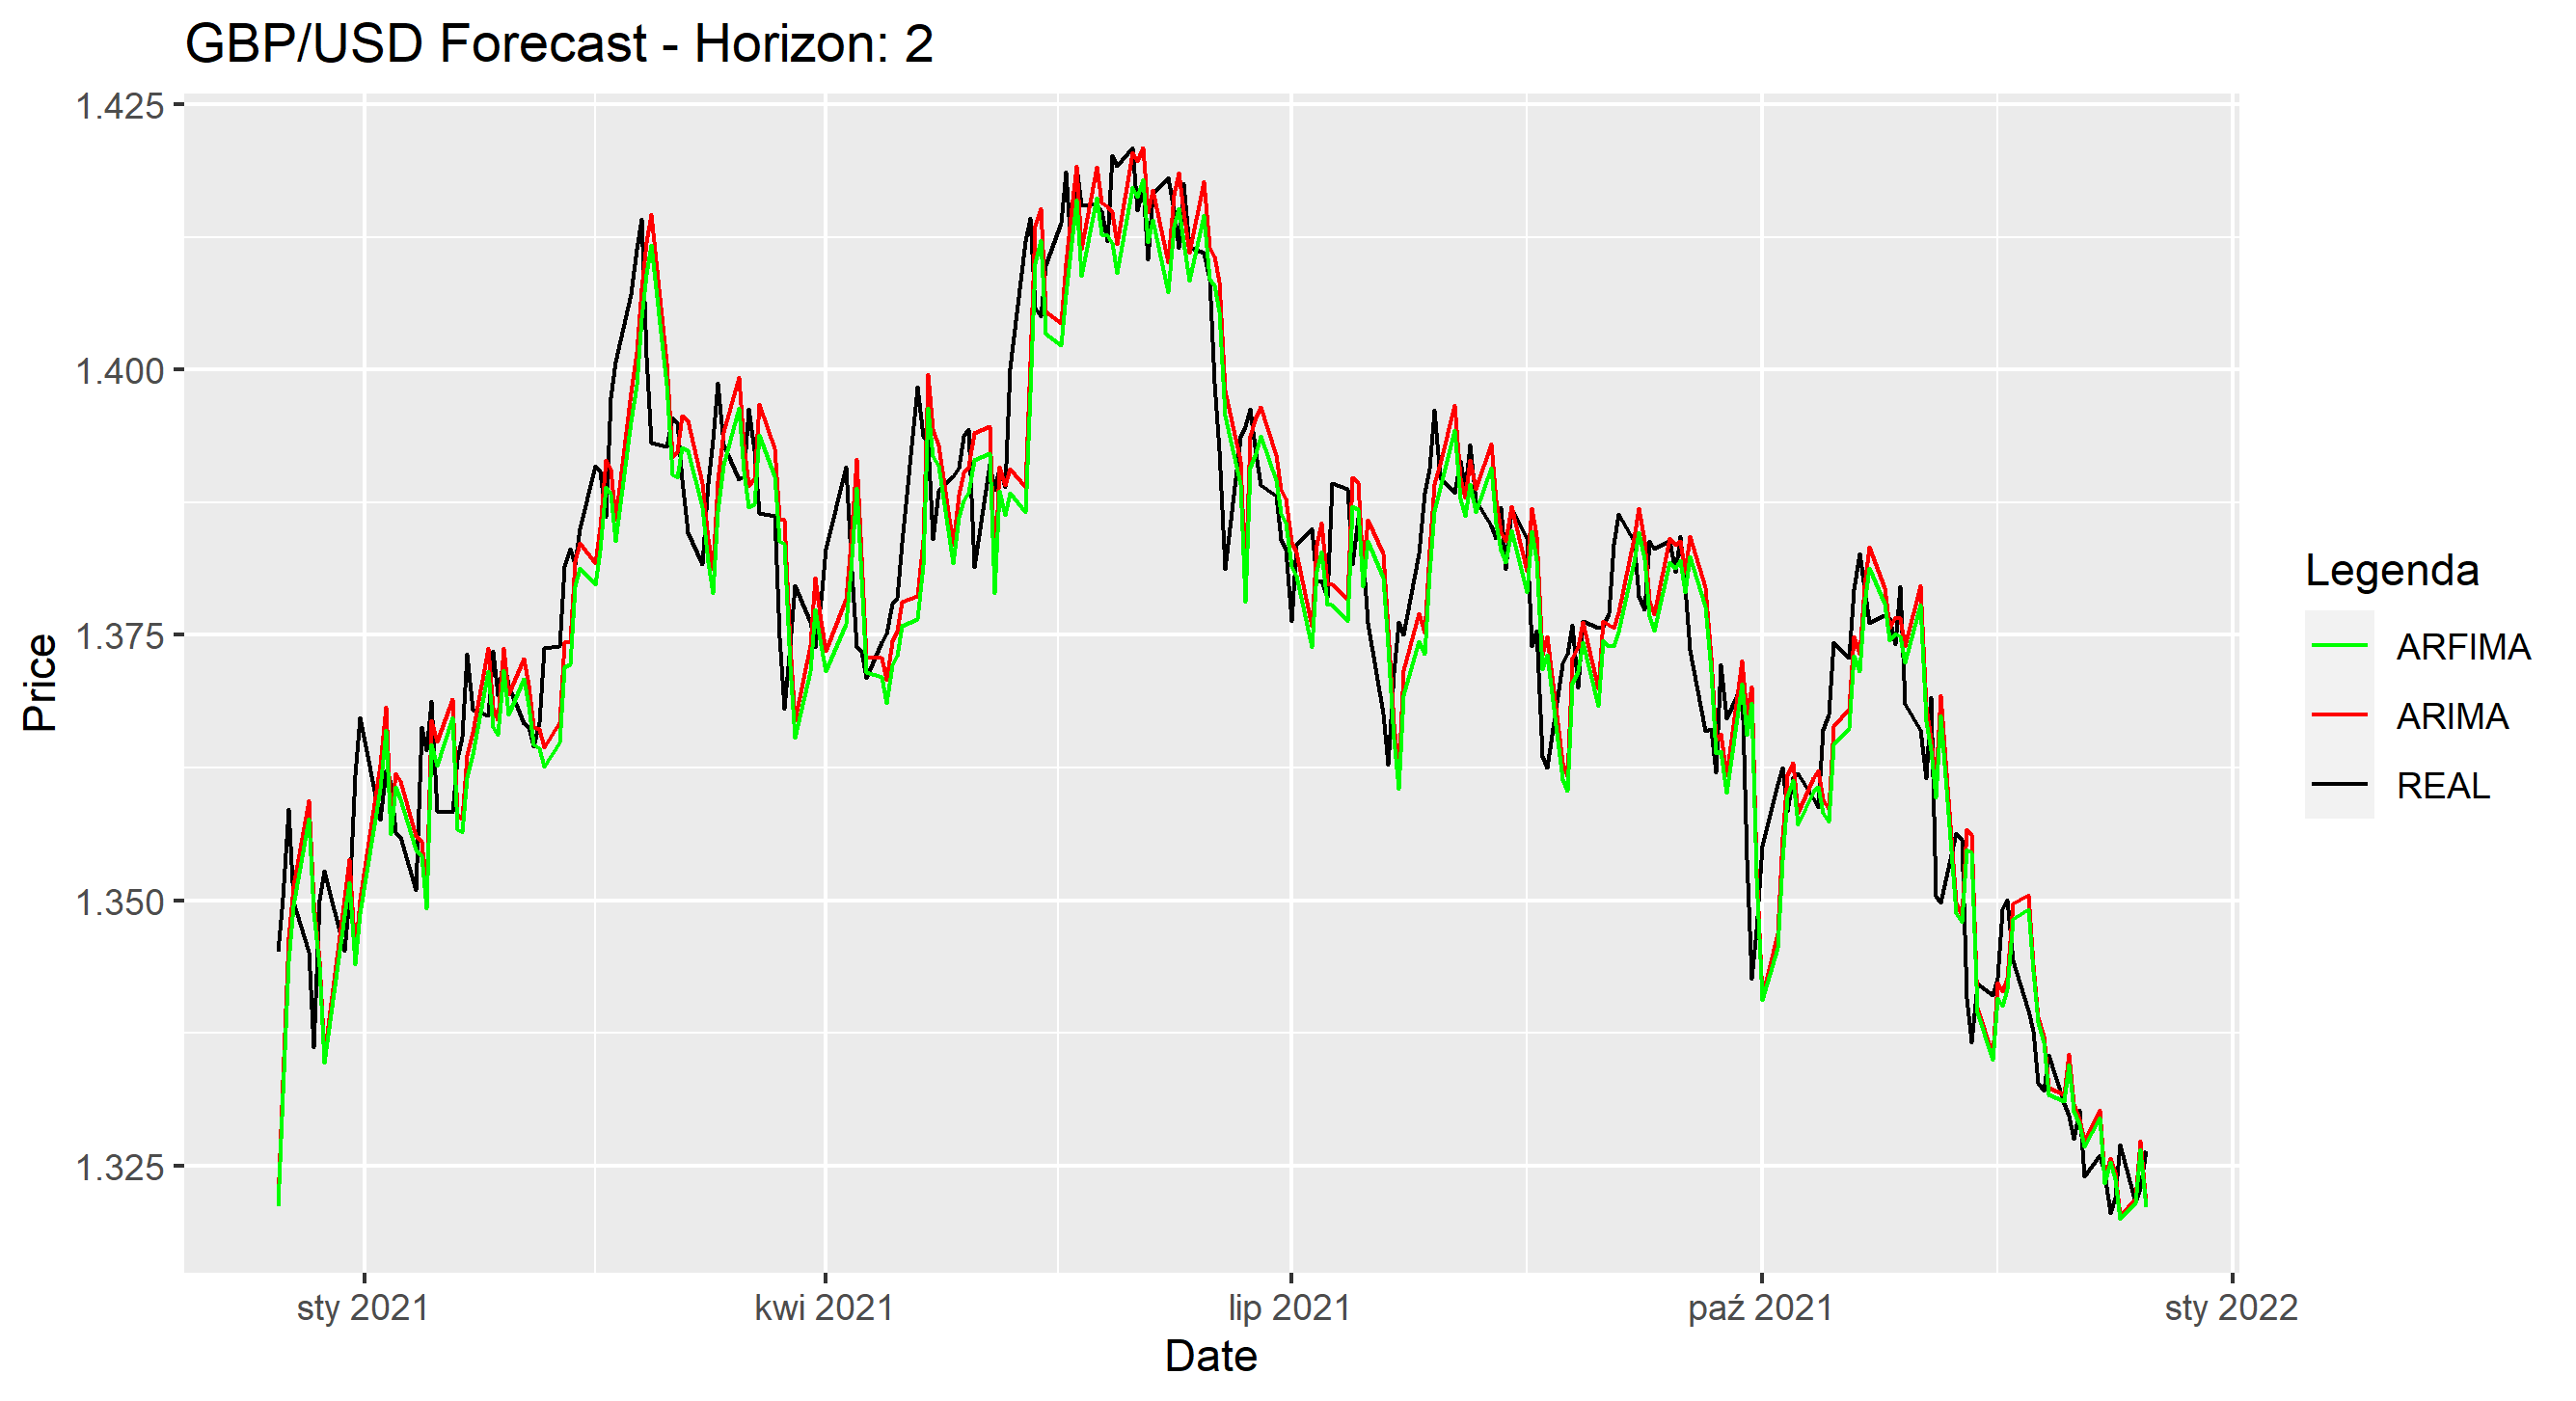 GBP/USD Forecast - Horizon: 2
1.425
1.400
1.375
1.350
1.325
Price
sty 2021
kwi 2021
lip 2021
paź 2021
sty 2022
Date
Legenda
ARFIMA
ARIMA
REAL